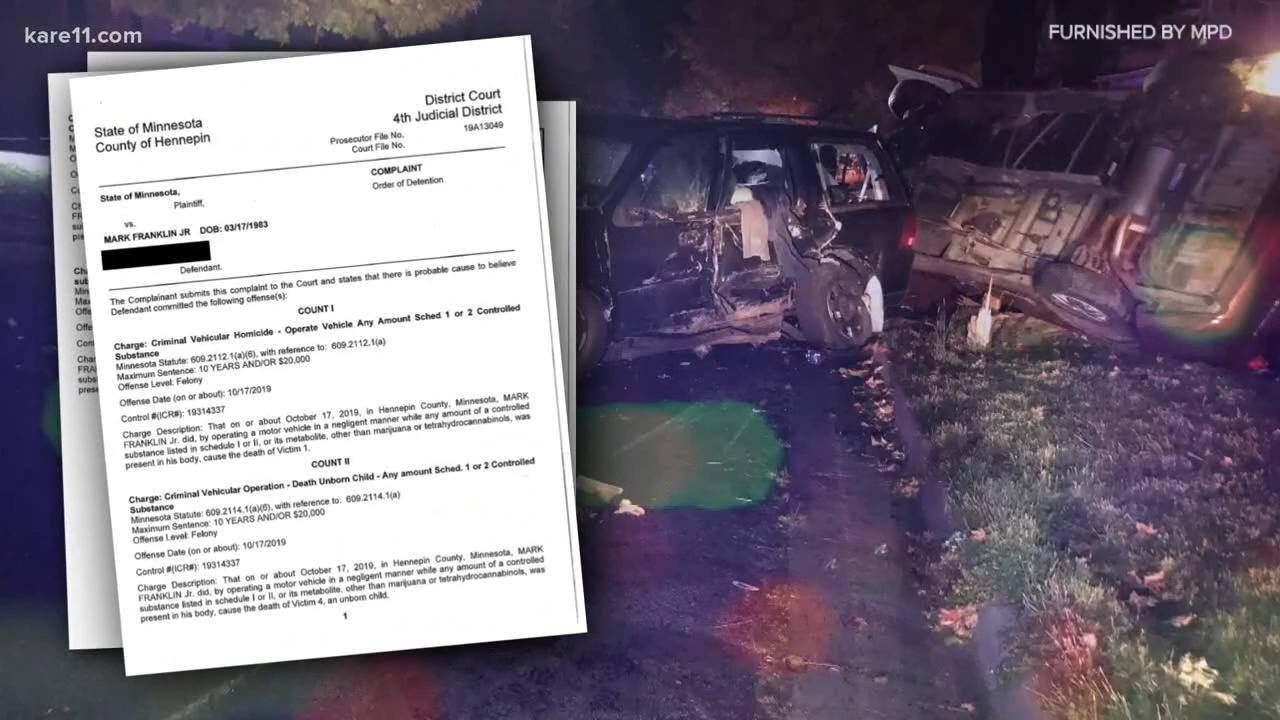 kare11.com
FURNISHED BY MPD
State of Minnesota
County of Hennepin
District Court
4th Judicial District
Prosecutor File No.
19A13049
Court File No.
State of Minnesota,
COMPLAINT
Plaintiff,
Order of Detention
vs.
MARK FRANKLIN JR DOB: 03/17/1983
Defendant.
The Complainant submits this complaint to the Court and states that there is probable cause to believe
Defendant committed the following offense(s):
COUNT I
Charge: Criminal Vehicular Homicide - Operate Vehicle Any Amount Sched 1 or 2 Controlled
Substance
Minnesota Statute: 609.2112.1(a)(6), with reference to: 609.2112.1(a)
Maximum Sentence: 10 YEARS AND/OR $20,000
Offense Level: Felony
Offense Date (on or about): 10/17/2019
Control #(ICR#): 19314337
Charge Description: That on or about October 17, 2019, in Hennepin County, Minnesota, MARK
FRANKLIN Jr. did, by operating a motor vehicle in a negligent manner while any amount of a controlled
substance listed in schedule I or II, or its metabolite, other than marijuana or tetrahydrocannabinols, was
present in his body, cause the death of Victim 1.
COUNT II
Charge: Criminal Vehicular Operation - Death Unborn Child - Any amount Sched. 1 or 2 Controlled
Substance
Minnesota Statute: 609.2114.1(a)(6), with reference to: 609.2114.1(a)
Maximum Sentence: 10 YEARS AND/OR $20,000
Offense Level: Felony
Offense Date (on or about): 10/17/2019
Control #(ICR#): 19314337
Charge Description: That on or about October 17, 2019, in Hennepin County, Minnesota, MARK
FRANKLIN Jr. did, by operating a motor vehicle in a negligent manner while any amount of a controlled
substance listed in schedule I or II, or its metabolite, other than marijuana or tetrahydrocannabinols, was
present in his body, cause the death of Victim 4, an unborn child.
1